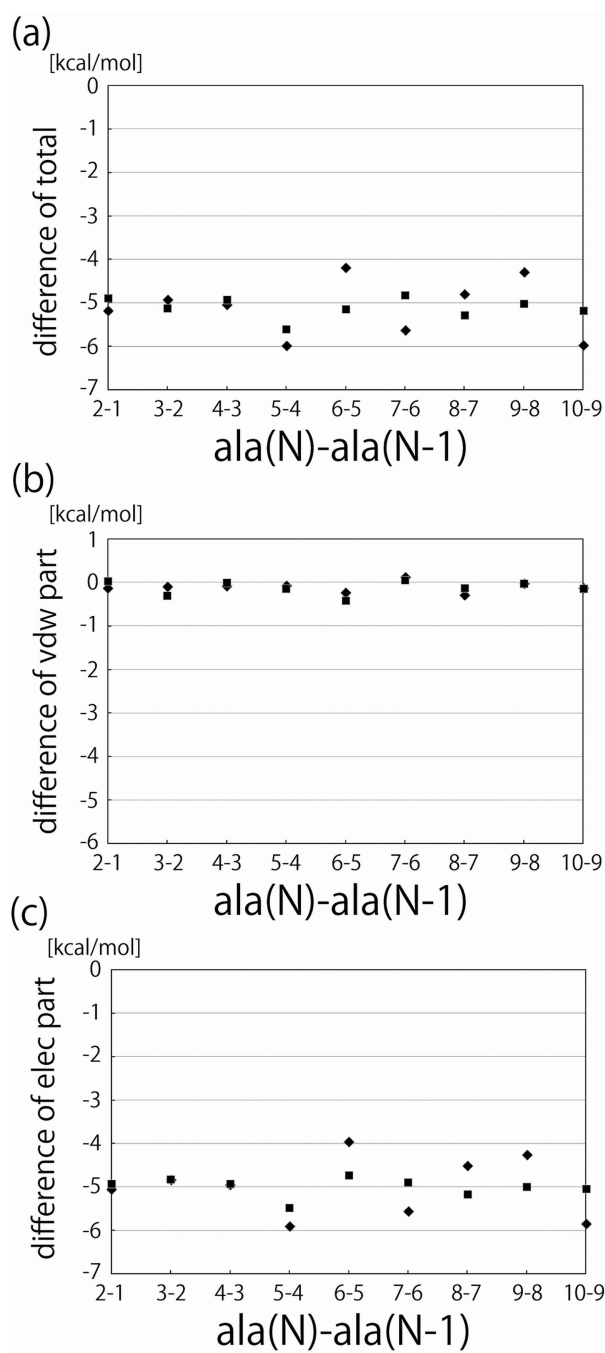 (a)
[kcal/mol]
difference of total
0
-1
-2
-3
-4
-5
-6
-7
2-1 3-2 4-3 5-4 6-5 7-6 8-7 9-8 10-9
ala(N)-ala(N-1)
(b)
[kcal/mol]
difference of vdw part
1
0
-1
-2
-3
-4
-5
-6
2-1 3-2 4-3 5-4 6-5 7-6 8-7 9-8 10-9
ala(N)-ala(N-1)
(c)
[kcal/mol]
difference of elec part
0
-1
-2
-3
-4
-5
-6
-7
2-1 3-2 4-3 5-4 6-5 7-6 8-7 9-8 10-9
ala(N)-ala(N-1)